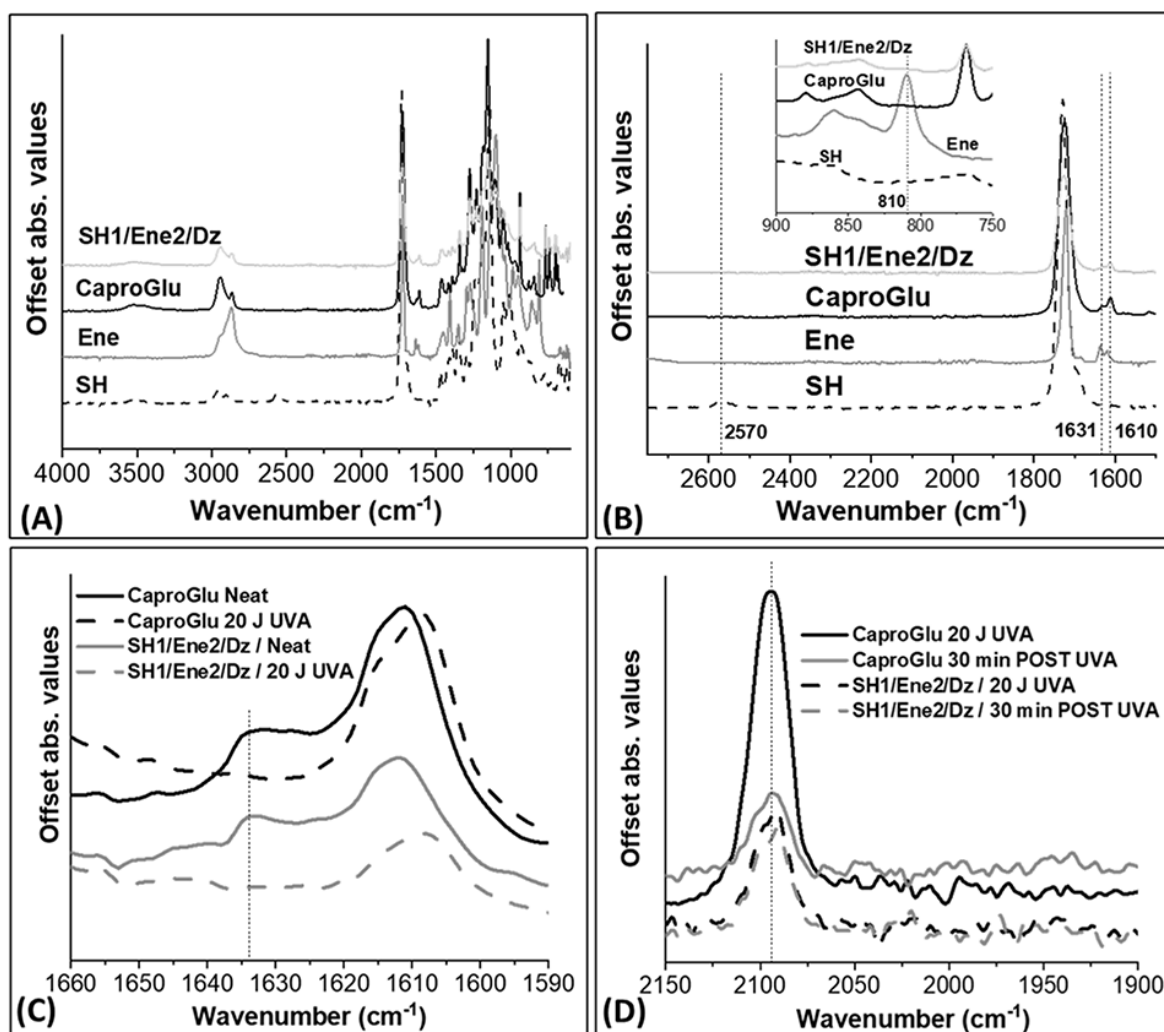 Offset abs. values
SH1/Ene2/Dz
CaproGlu
Ene
SH
4000 3500 3000 2500 2000 1500 1000
Wavenumber (cm-1)
(A)
Offset abs. values
SH1/Ene2/Dz
CaproGlu
Ene
SH
810
900 850 800 750
SH1/Ene2/Dz
CaproGlu
Ene
SH
2570 1631 1610
2600 2400 2200 2000 1800 1600
Wavenumber (cm-1)
(B)
Offset abs. values
CaproGlu Neat
CaproGlu 20 J UVA
SH1/Ene2/Dz / Neat
SH1/Ene2/Dz / 20 J UVA
1660 1650 1640 1630 1620 1610 1600 1590
Wavenumber (cm-1)
(C)
Offset abs. values
CaproGlu 20 J UVA
CaproGlu 30 min POST UVA
SH1/Ene2/Dz / 20 J UVA
SH1/Ene2/Dz / 30 min POST UVA
2150 2100 2050 2000 1950 1900
Wavenumber (cm-1)
(D)